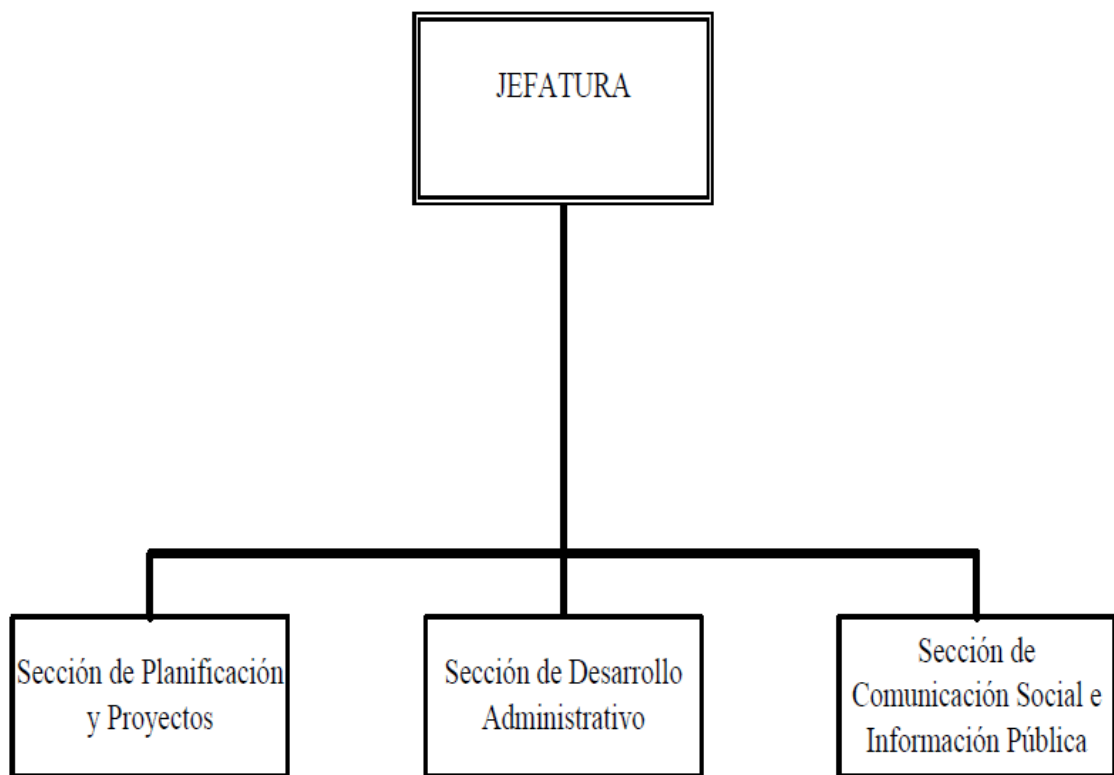 JEFATURA
Sección de Planificación
y Proyectos
Sección de Desarrollo
Administrativo
Sección de
Comunicación Social e
Información Pública